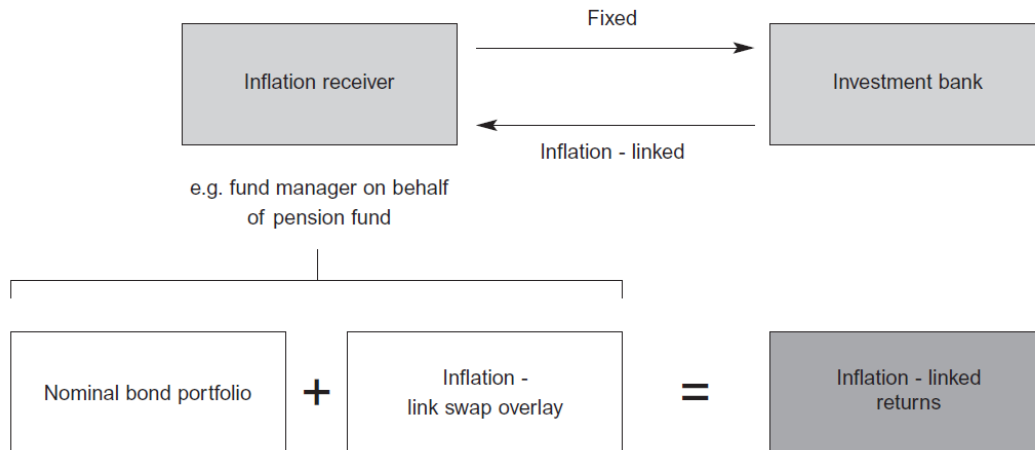 Fixed
Inflation receiver
Investment bank
Inflation - linked
e.g. fund manager on behalf
of pension fund
Nominal bond portfolio
+
Inflation -
link swap overlay
=
Inflation - linked
returns